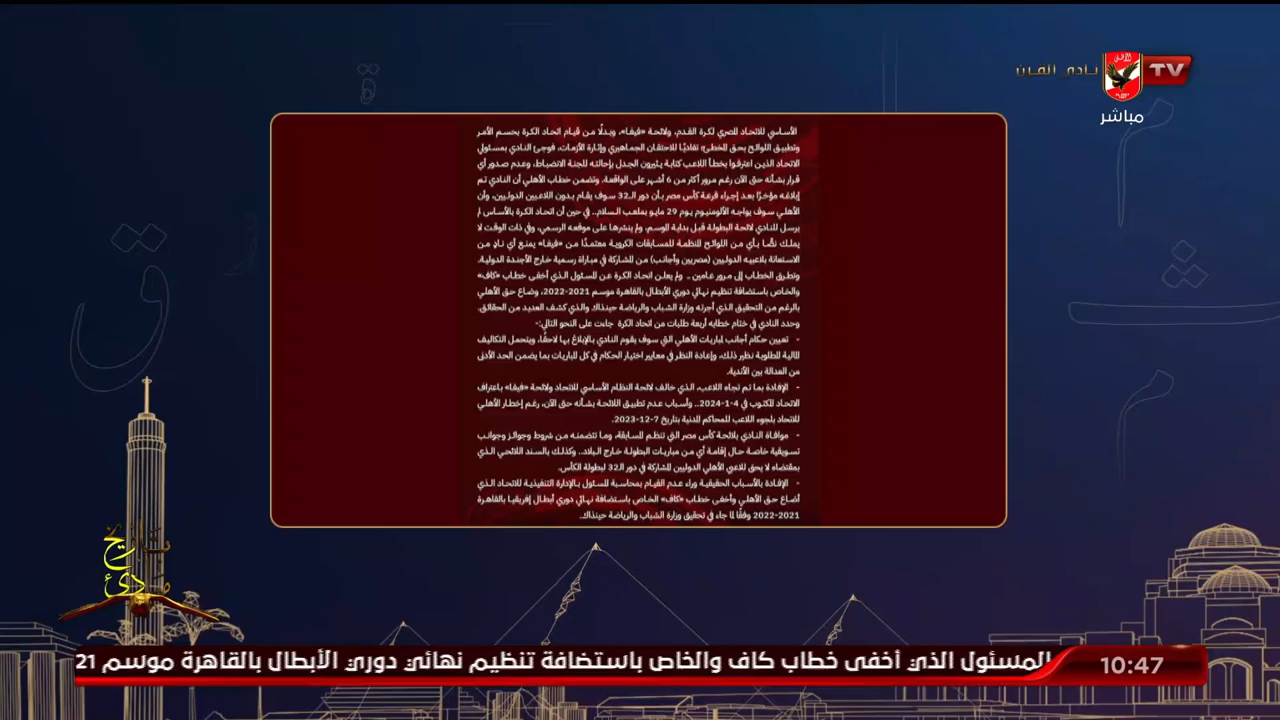 نادي القرن
TV
مباشر
الأساسي للاتحاد المصري لكرة القدم، ولائحة «فيفا»، وبدلًا من قيام اتحاد الكرة بحسم الأمر
وتطبيق اللوائح بحق المخطئ؛ تفاديًا للاحتقان الجماهيري وإثارة الأزمات، فوجئ النادي بمسئولي
الاتحاد الذين اعترفوا بخطأ اللاعب كتابة يثيرون الجدل بإحالته للجنة الانضباط، وعدم صدور أي
قرار بشأنه حتى الآن رغم مرور أكثر من 6 أشهر على الواقعة. وتضمن خطاب الأهلي أن النادي تم
إبلاغه مؤخرًا بعد إجراء قرعة كأس مصر بأن دور الـ32 سوف يقام بدون اللاعبين الدوليين، وأن
الأهلي سوف يواجه الألومنيوم يوم 29 مايو بملعب السلام.. في حين أن اتحاد الكرة بالأساس لم
يرسل للنادي لائحة البطولة قبل بداية الموسم، ولم ينشرها على موقعه الرسمي، وفي ذات الوقت لا
يملك نصًّا بأي من اللوائح المنظمة للمسابقات الكروية معتمدًا من «فيفا» يمنع أي نادٍ من
الاستعانة بلاعبيه الدوليين (مصريين وأجانب) من المشاركة في مباراة رسمية خارج الأجندة الدولية.
وتطرق الخطاب إلى مرور عامين .. ولم يعلن اتحاد الكرة عن المسئول الذي أخفى خطاب «كاف»
والخاص باستضافة تنظيم نهائي دوري الأبطال بالقاهرة موسم 2021-2022، وضاع حق الأهلي
بالرغم من التحقيق الذي أجرته وزارة الشباب والرياضة حينذاك والذي كشف العديد من الحقائق.
وحدد النادي في ختام خطابه أربعة طلبات من اتحاد الكرة جاءت على النحو التالي:-
- تعيين حكام أجانب لمباريات الأهلي التي سوف يقوم النادي بالإبلاغ بها لاحقًا، ويتحمل التكاليف
المالية المطلوبة نظير ذلك، وإعادة النظر في معايير اختيار الحكام في كل المباريات بما يضمن الحد الأدنى
من العدالة بين الأندية.
- الإفادة بما تم تجاه اللاعب، الذي خالف لائحة النظام الأساسي للاتحاد ولائحة «فيفا» باعتراف
الاتحاد المكتوب في 4-1-2024.. وأسباب عدم تطبيق اللائحة بشأنه حتى الآن، رغم إخطار الأهلي
للاتحاد بلجوء اللاعب للمحاكم المدنية بتاريخ 7-12-2023.
- موافاة النادي بلائحة كأس مصر التي تنظم المسابقة، وما تتضمنه من شروط وجوائز وجوانب
تسويقية خاصة حال إقامة أي من مباريات البطولة خارج البلاد.. وكذلك بالسند اللائحي الذي
بمقتضاه لا يحق للاعبي الأهلي الدوليين المشاركة في دور الـ32 لبطولة الكأس.
- الإفادة بالأسباب الحقيقية وراء عدم القيام بمحاسبة المسئول بالإدارة التنفيذية للاتحاد الذي
أضاع حق الأهلي وأخفى خطاب «كاف» الخاص باستضافة نهائي دوري أبطال إفريقيا بالقاهرة
2021-2022 وفقًا لما جاء في تحقيق وزارة الشباب والرياضة حينذاك.
تاريخ
المسئول الذي أخفى خطاب كاف والخاص باستضافة تنظيم نهائي دوري الأبطال بالقاهرة موسم 21
10:47